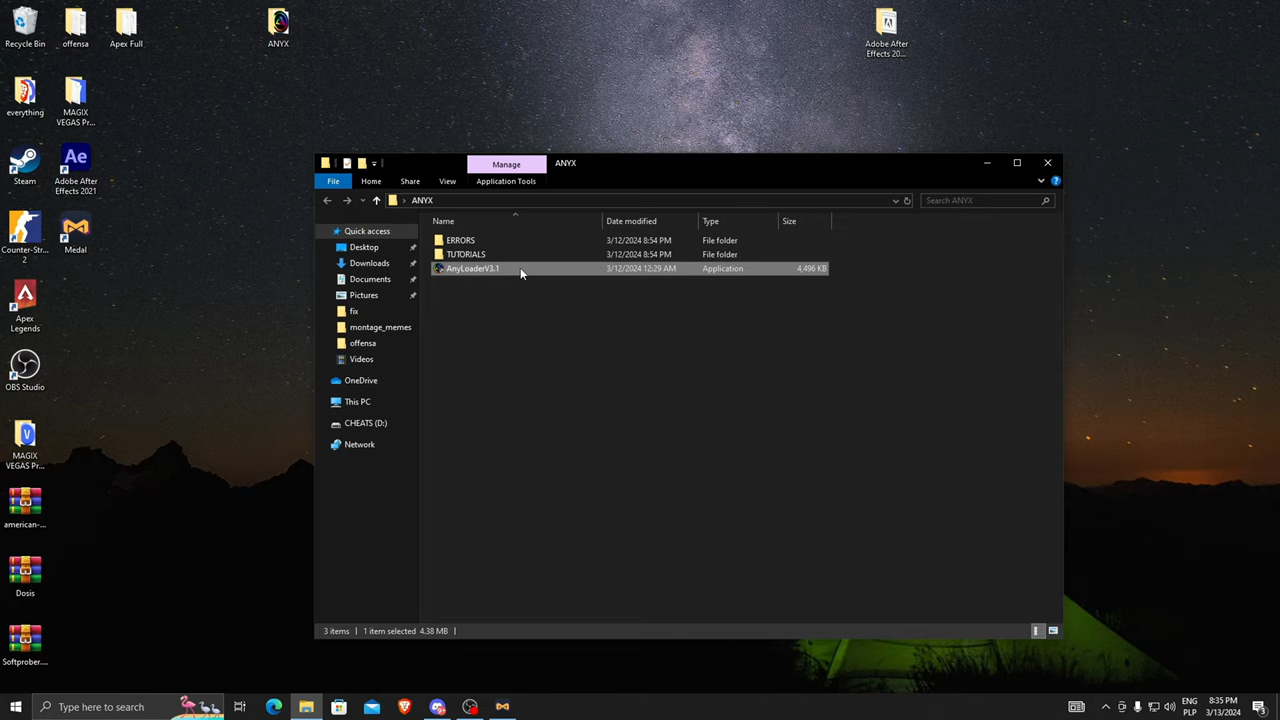 Recycle Bin
offensa
Apex Full
ANYX
Adobe After
Effects 20...
everything
MAGIX
VEGAS Pr...
Steam
Adobe After
Effects 2021
Counter-Str...
2
Medal
Apex
Legends
OBS Studio
MAGIX
VEGAS Pr...
american-...
Dosis
Softprober....
Manage
ANYX
File
Home
Share
View
Application Tools
ANYX
Search ANYX
Quick access
Desktop
Downloads
Documents
Pictures
fix
montage_memes
offensa
Videos
OneDrive
This PC
CHEATS (D:)
Network
Name
Date modified
Type
Size
ERRORS
3/12/2024 8:54 PM
File folder
TUTORIALS
3/12/2024 8:54 PM
File folder
AnyLoaderV3.1
3/12/2024 12:29 AM
Application
4,496 KB
3 items
1 item selected 4.38 MB
Type here to search
ENG
PLP
8:35 PM
3/13/2024